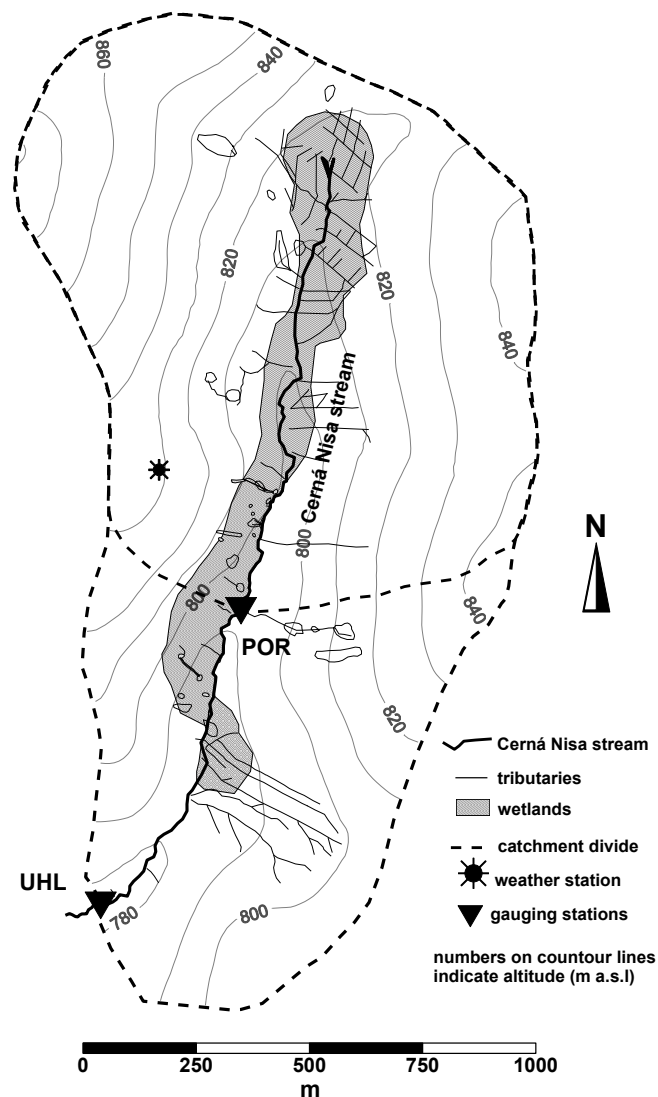 860
840
820
820
840
Cerná Nisa stream
800
800
840
POR
N
820
Cerná Nisa stream
tributaries
wetlands
catchment divide
UHL
weather station
780
800
gauging stations
numbers on countour lines
indicate altitude (m a.s.l)
0 250 500 750 1000
m